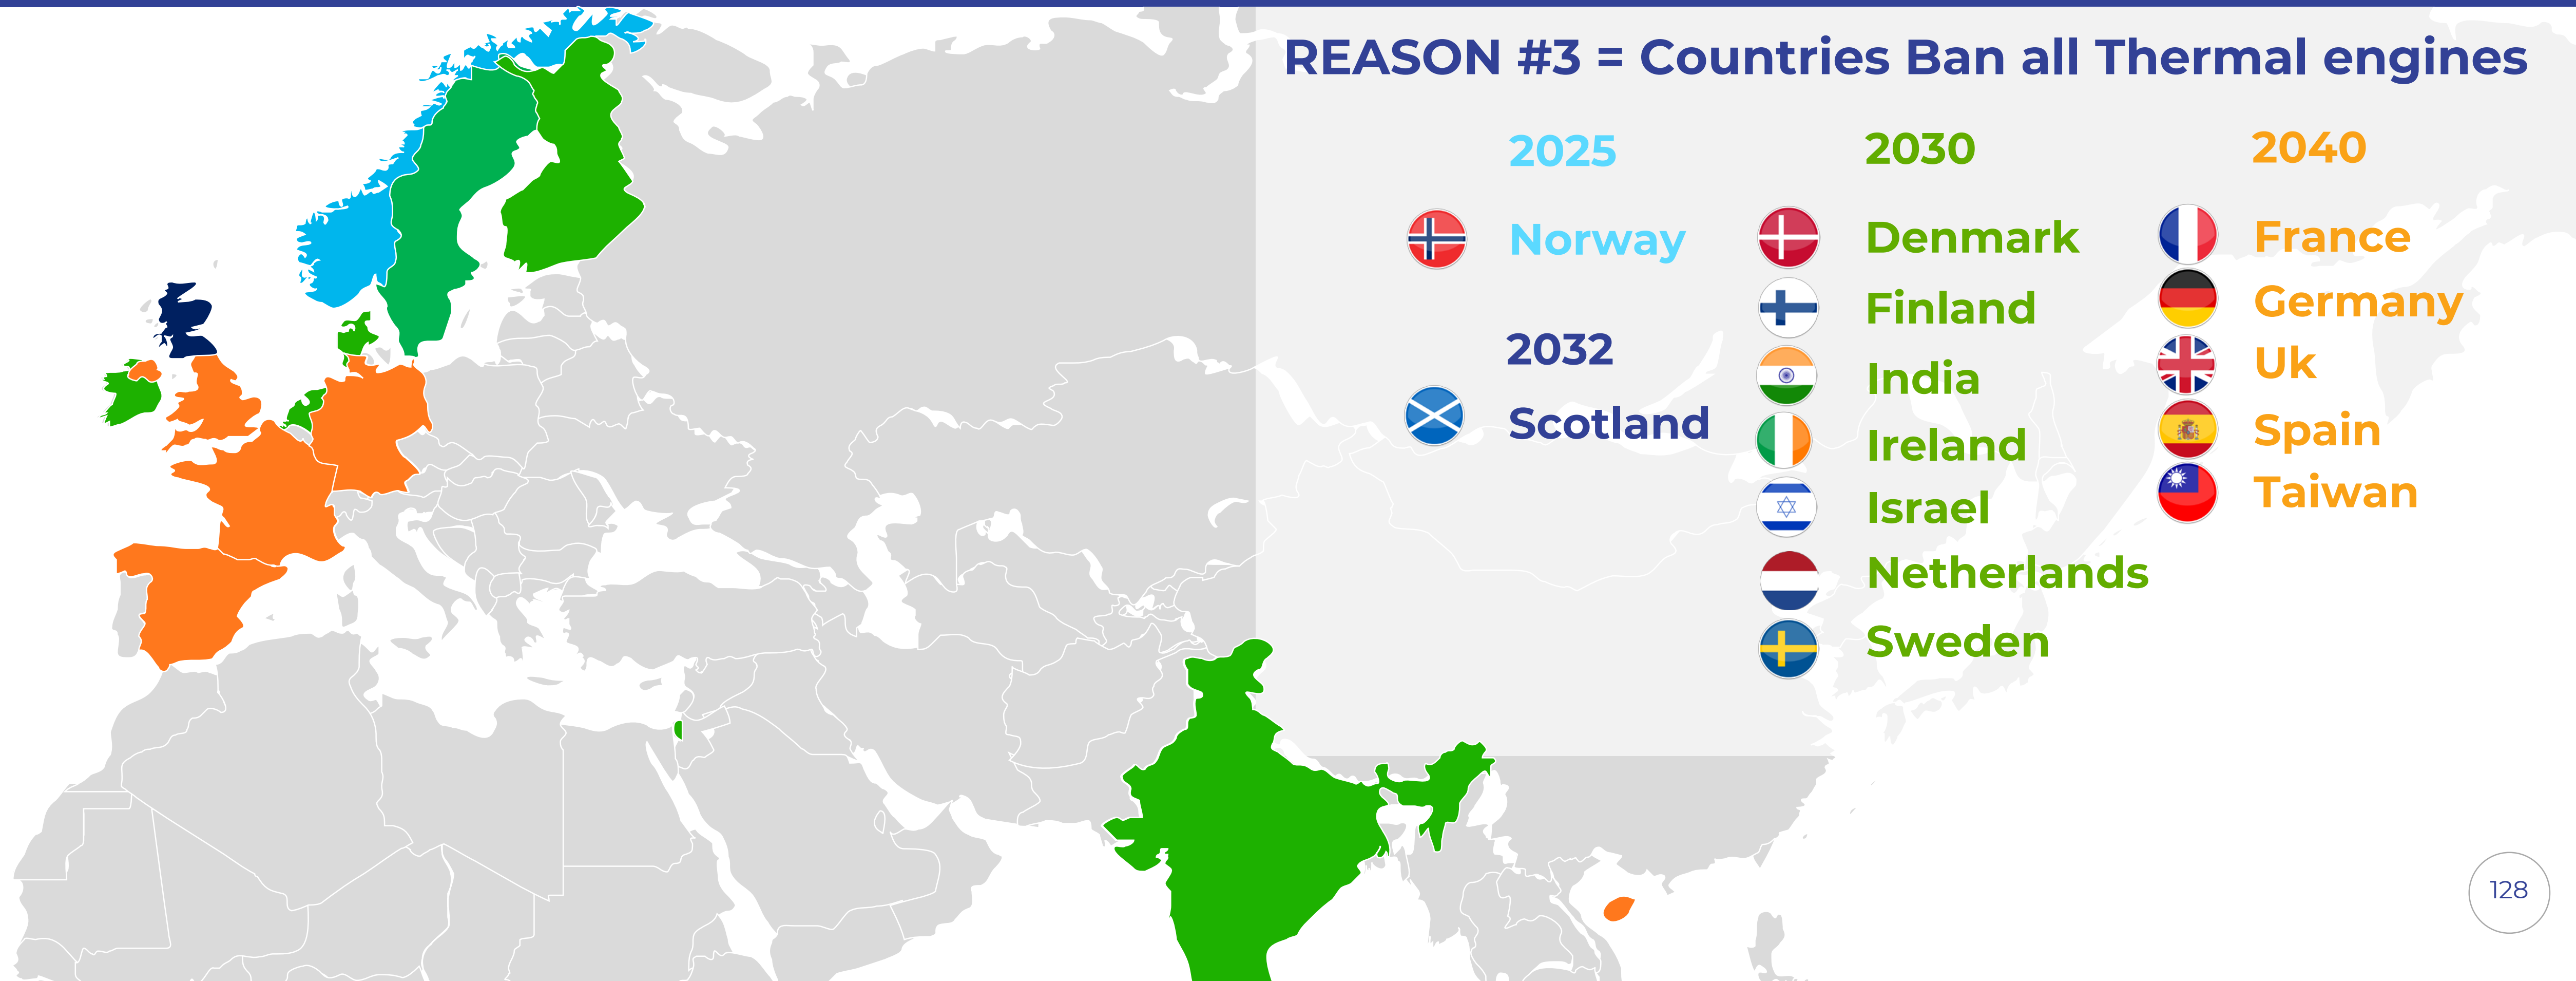 REASON #3 = Countries Ban all Thermal engines
2025
Norway
2032
Scotland
2030
Denmark
Finland
India
Ireland
Israel
Netherlands
Sweden
2040
France
Germany
Uk
Spain
Taiwan
128